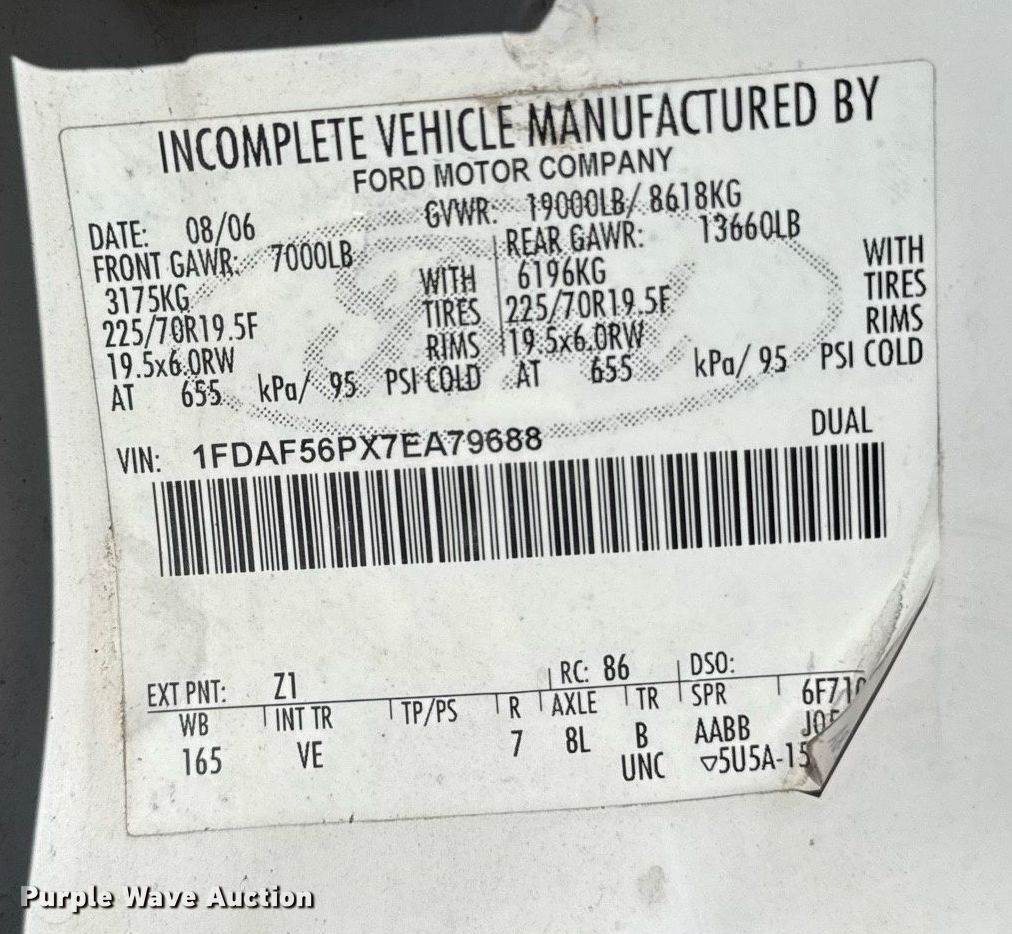 INCOMPLETE VEHICLE MANUFACTURED BY
FORD MOTOR COMPANY
DATE: 08/06 GVWR: 19000LB/ 8618KG
FRONT GAWR: 7000LB REAR GAWR: 13660LB
3175KG WITH 6196KG WITH
225/70R19.5F TIRES 225/70R19.5F TIRES
19.5x6.0RW RIMS 19.5x6.0RW RIMS
AT 655 kPa/ 95 PSI COLD AT 655 kPa/ 95 PSI COLD
VIN: 1FDAF56PX7EA79688 DUAL
EXT PNT: Z1 RC: 86 DSO:
WB INT TR TP/PS R AXLE TR SPR 6F71
165 VE 7 8L B AABB
UNC ▽5U5A-15
Purple Wave Auction